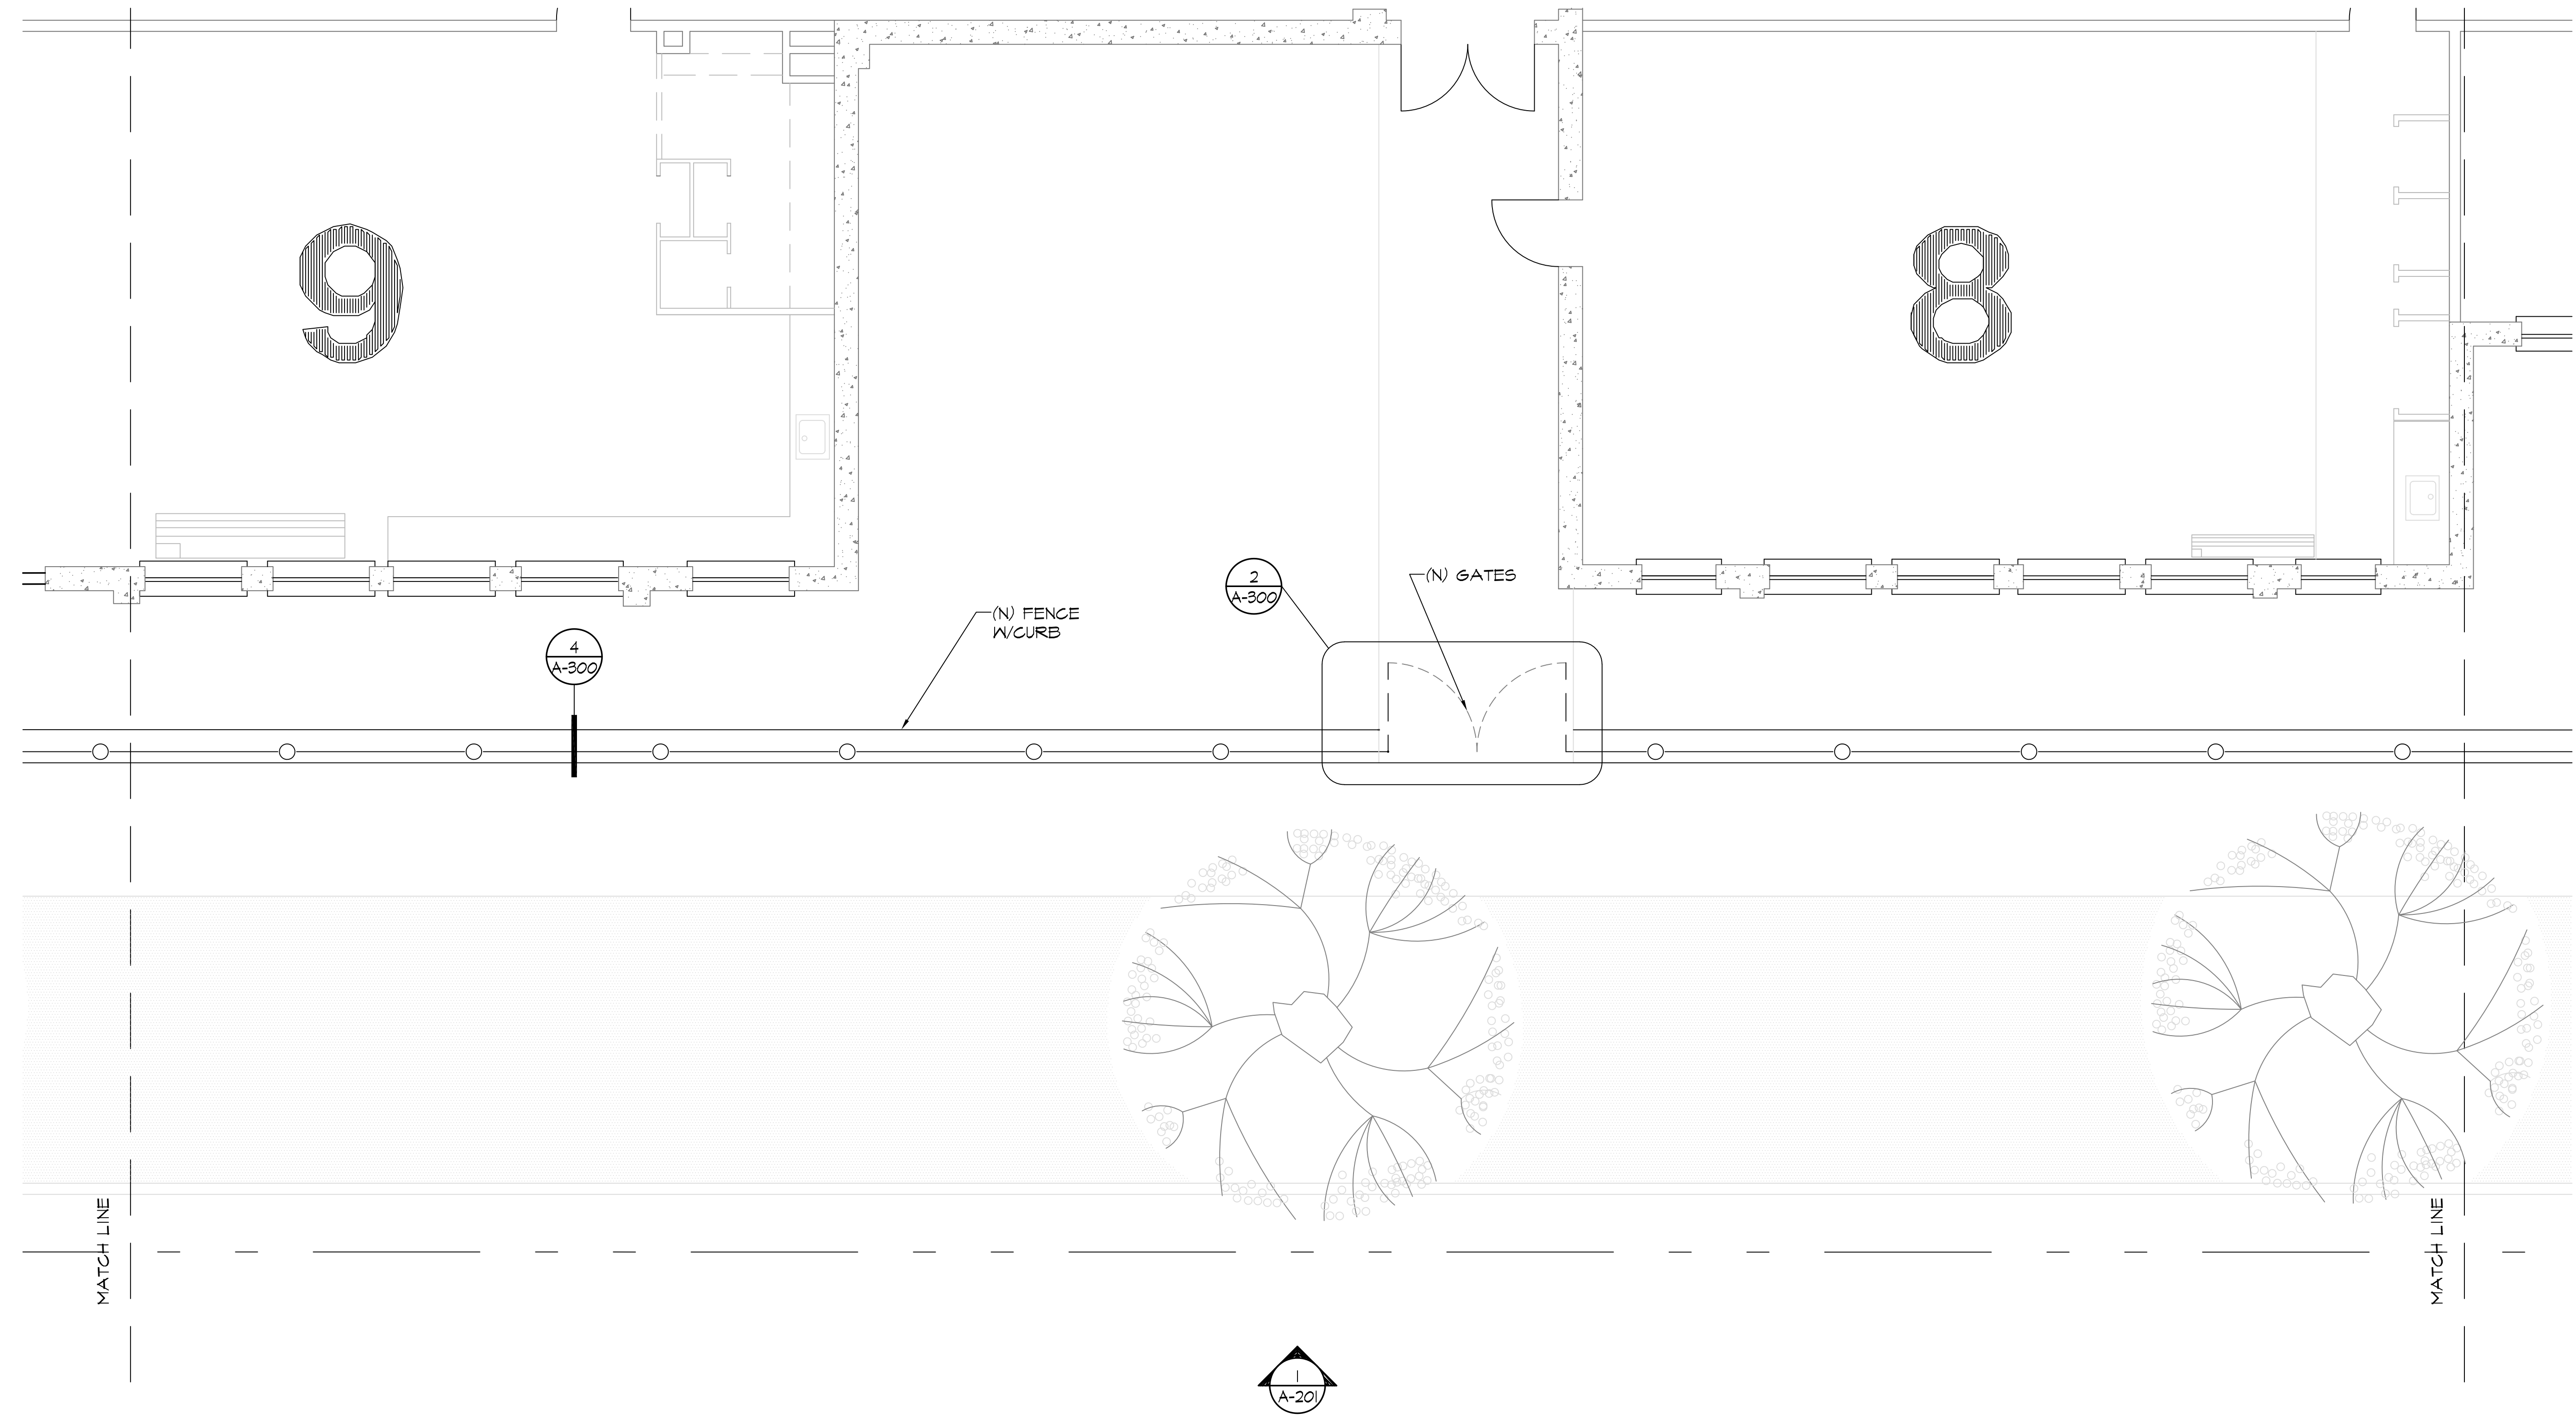 9
8
2
A-300
(N) GATES
(N) FENCE
W/CURB
4
A-300
MATCH LINE
MATCH LINE
1
A-201